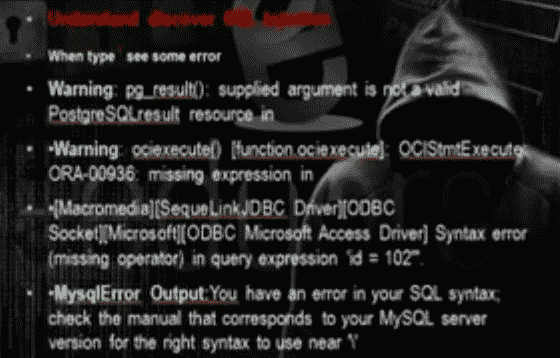 Understand discover SQL Injection
When type ' see some error
Warning: pg_result(): supplied argument is not a valid
PostgreSQLresult resource in
•Warning: ociexecute() [function.ociexecute]: OCIStmtExecute:
ORA-00936: missing expression in
•[Macromedia][SequeLinkJDBC Driver][ODBC
Socket][Microsoft][ODBC Microsoft Access Driver] Syntax error
(missing operator) in query expression 'id = 102''.
•MysqlError Output:You have an error in your SQL syntax;
check the manual that corresponds to your MySQL server
version for the right syntax to use near '\'